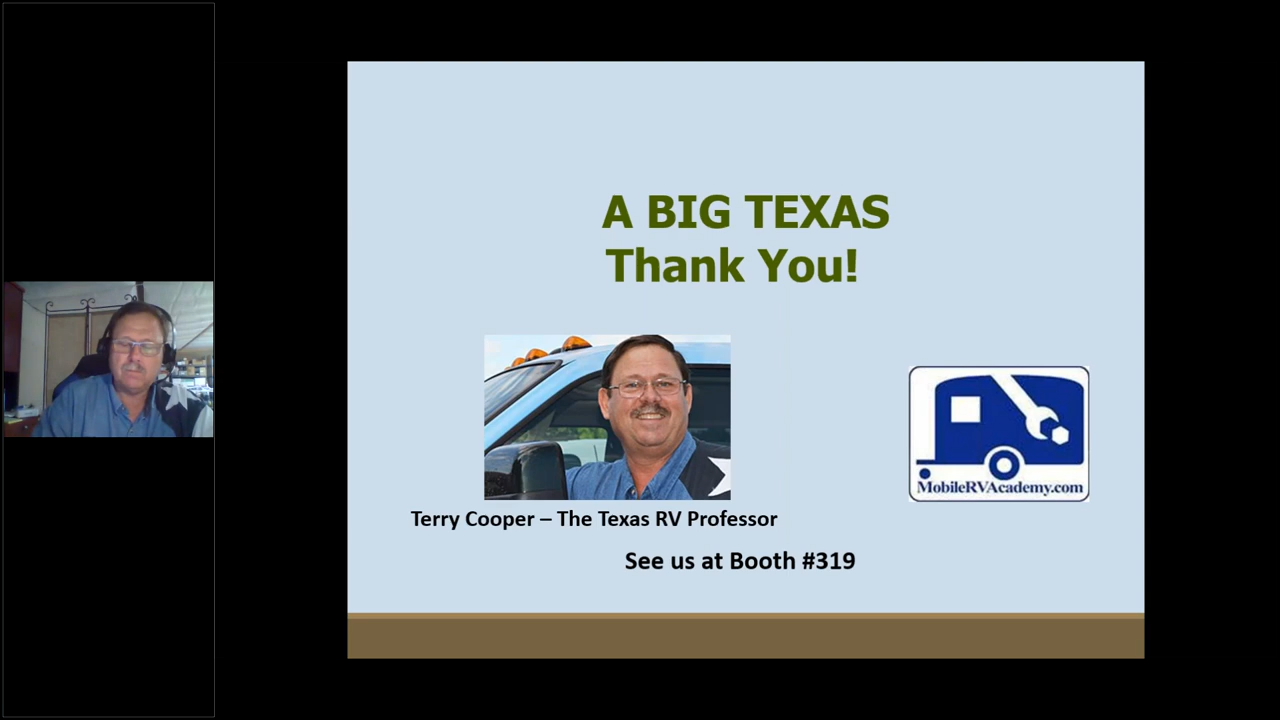 A BIG TEXAS
Thank You!
MobileRVAcademy.com
Terry Cooper – The Texas RV Professor
See us at Booth #319